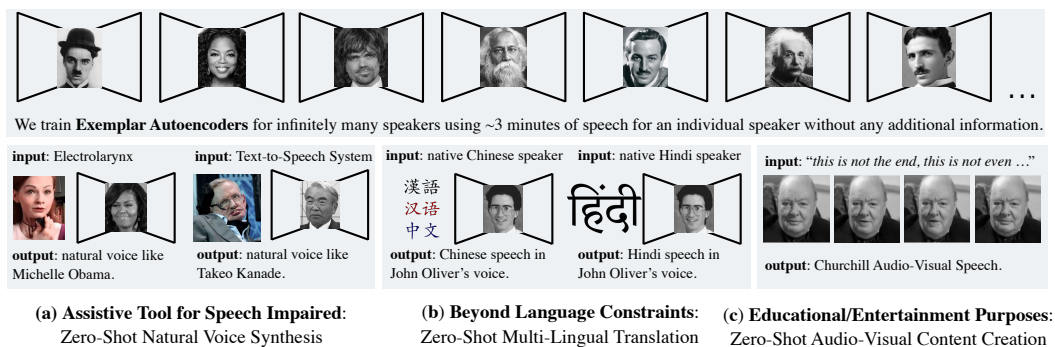 ...
We train Exemplar Autoencoders for infinitely many speakers using ~3 minutes of speech for an individual speaker without any additional information.
input: Electrolarynx
output: natural voice like
Michelle Obama.
input: Text-to-Speech System
output: natural voice like
Takeo Kanade.
input: native Chinese speaker
漢語
汉语
中文
output: Chinese speech in
John Oliver's voice.
input: native Hindi speaker
हिंदी
output: Hindi speech in
John Oliver's voice.
input: "this is not the end, this is not even …"
output: Churchill Audio-Visual Speech.
(a) Assistive Tool for Speech Impaired:
Zero-Shot Natural Voice Synthesis
(b) Beyond Language Constraints:
Zero-Shot Multi-Lingual Translation
(c) Educational/Entertainment Purposes:
Zero-Shot Audio-Visual Content Creation